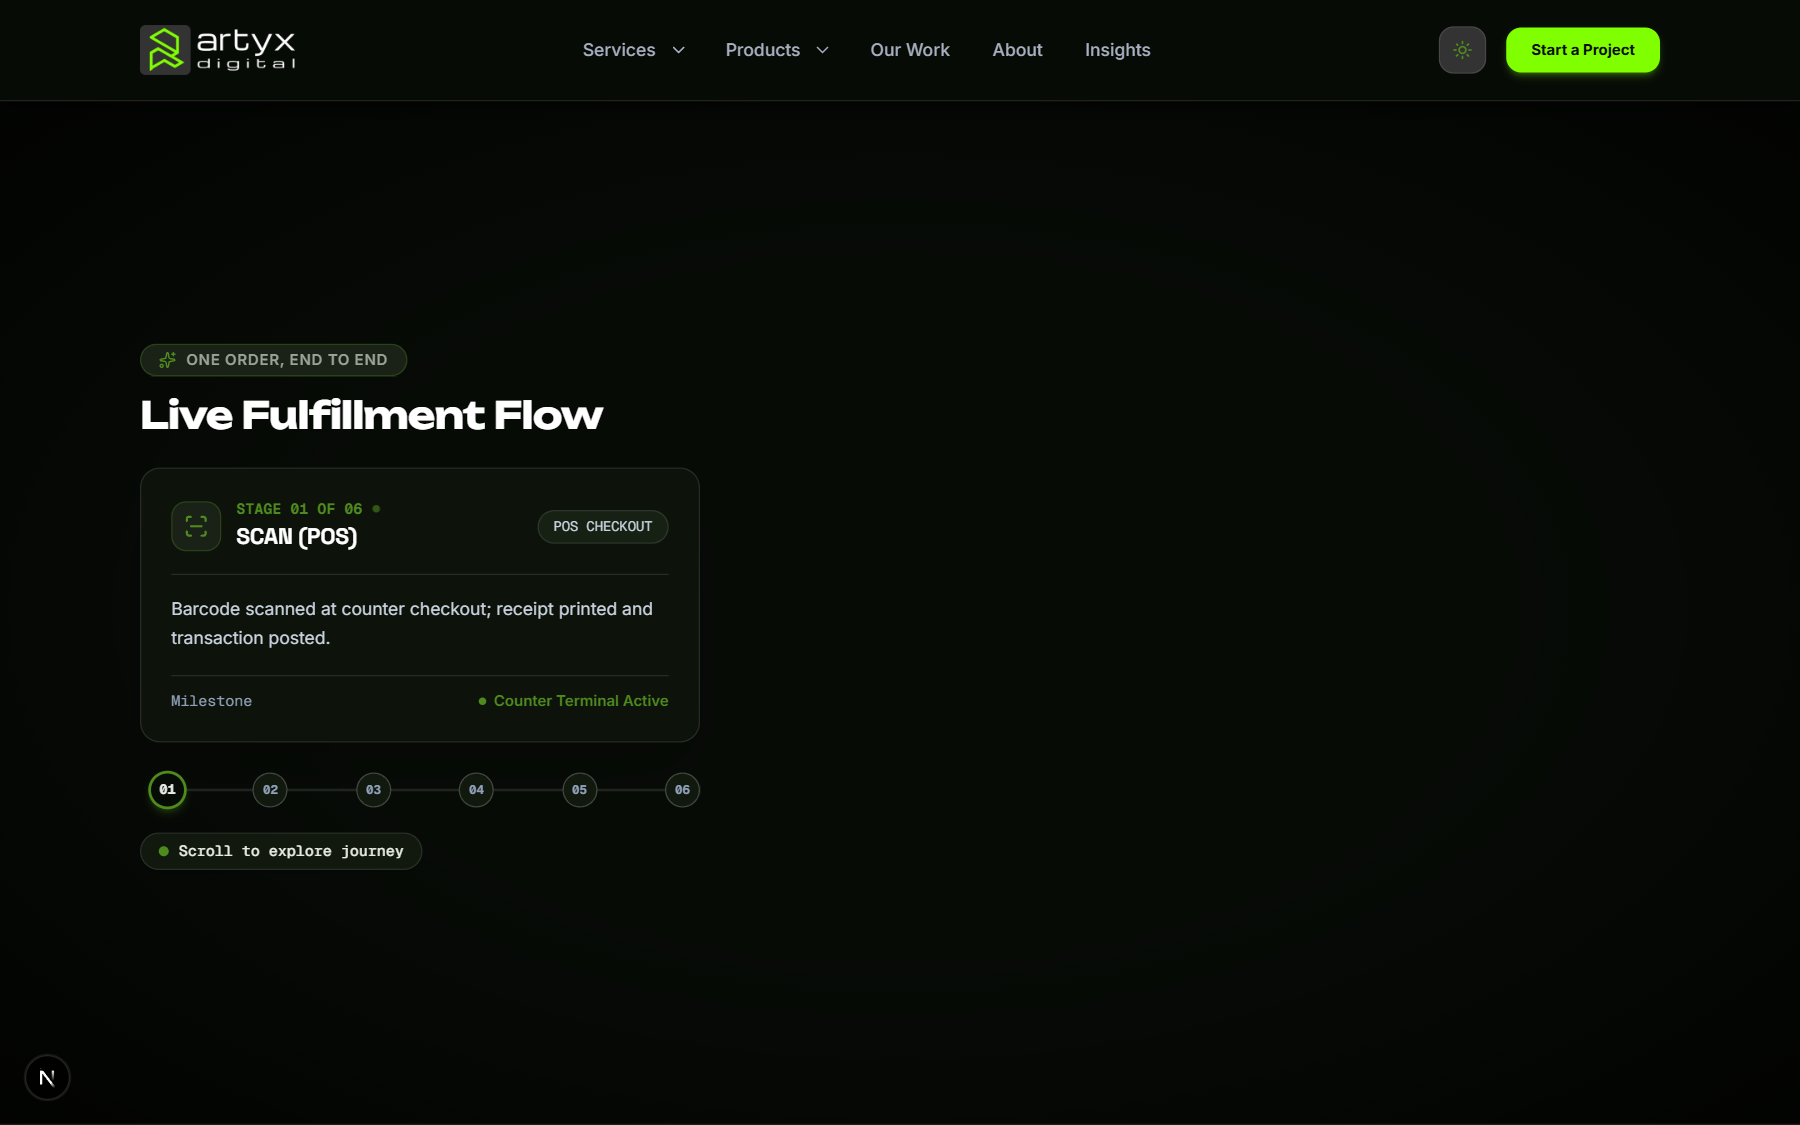 artyx
digital
Services
Products
Our Work
About
Insights
Start a Project
ONE ORDER, END TO END
Live Fulfillment Flow
STAGE 01 OF 06
SCAN (POS)
POS CHECKOUT
Barcode scanned at counter checkout; receipt printed and
transaction posted.
Milestone
Counter Terminal Active
01
02
03
04
05
06
Scroll to explore journey
N